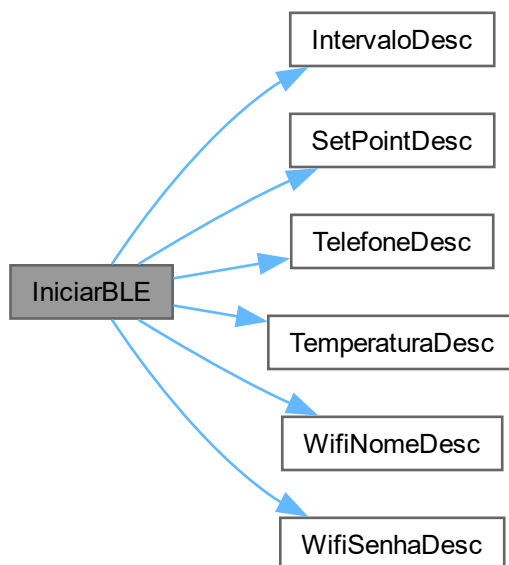 IntervaloDesc
SetPointDesc
TelefoneDesc
IniciarBLE
TemperaturaDesc
WifiNomeDesc
WifiSenhaDesc